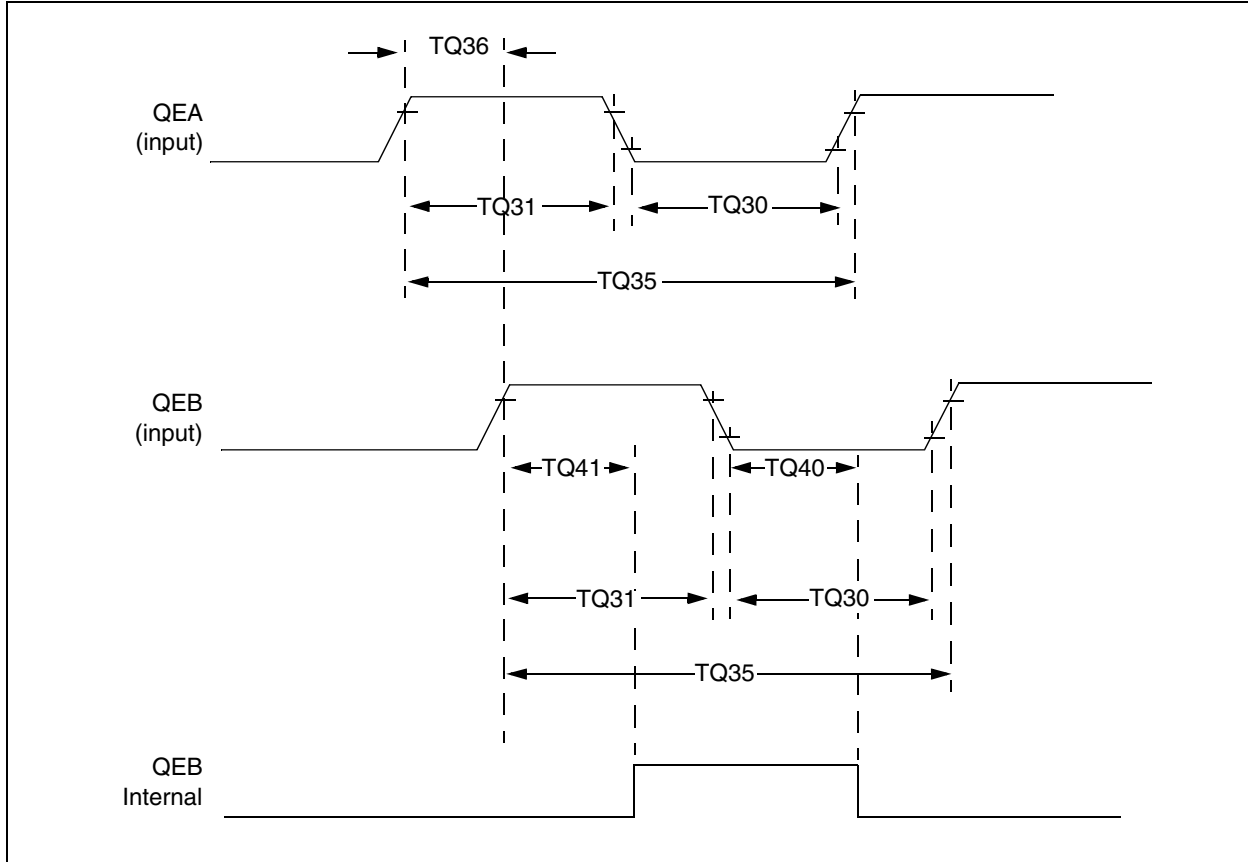 TQ36
QEA
(input)
TQ31
TQ30
TQ35
QEB
(input)
TQ41
TQ40
TQ31
TQ30
TQ35
QEB
Internal